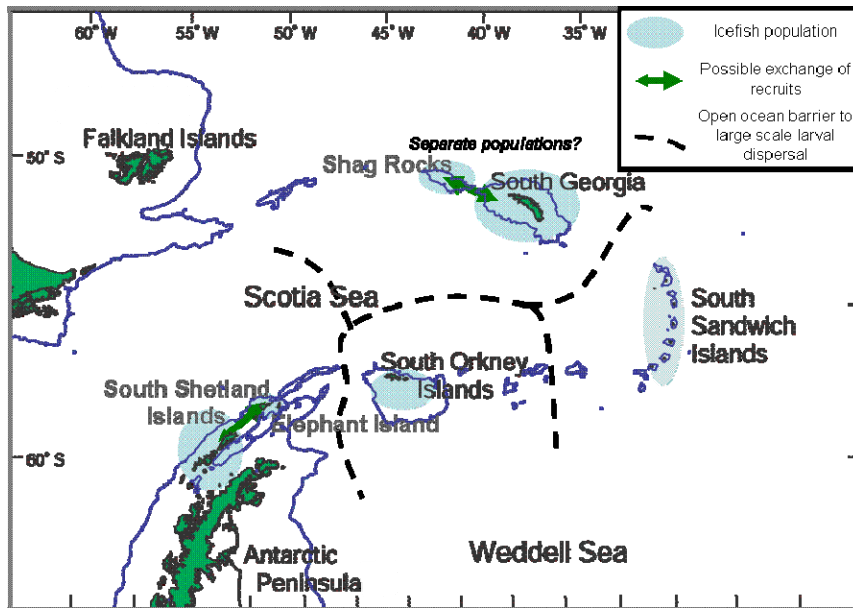 60° W
55° W
50° W
45° W
40° W
35° W
Icefish population
Possible exchange of
recruits
Open ocean barrier to
large scale larval
dispersal
50° S
Falkland Islands
Separate populations?
Shag Rocks
South Georgia
Scotia Sea
South
Sandwich
Islands
South Orkney
Islands
South Shetland
Islands
Elephant Island
60° S
Antarctic
Peninsula
Weddell Sea